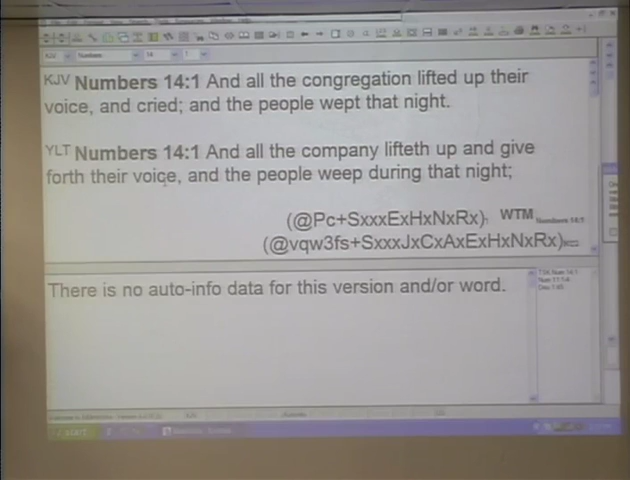 KJV Numbers 14:1 And all the congregation lifted up their
voice, and cried; and the people wept that night.
YLT Numbers 14:1 And all the company lifteth up and give
forth their voice, and the people weep during that night;
(@Pc+SxxxExHxNxRx), WTM Numbers 14:1
(@vqw3fs+SxxxJxCxAxExHxNxRx)
There is no auto-info data for this version and/or word.